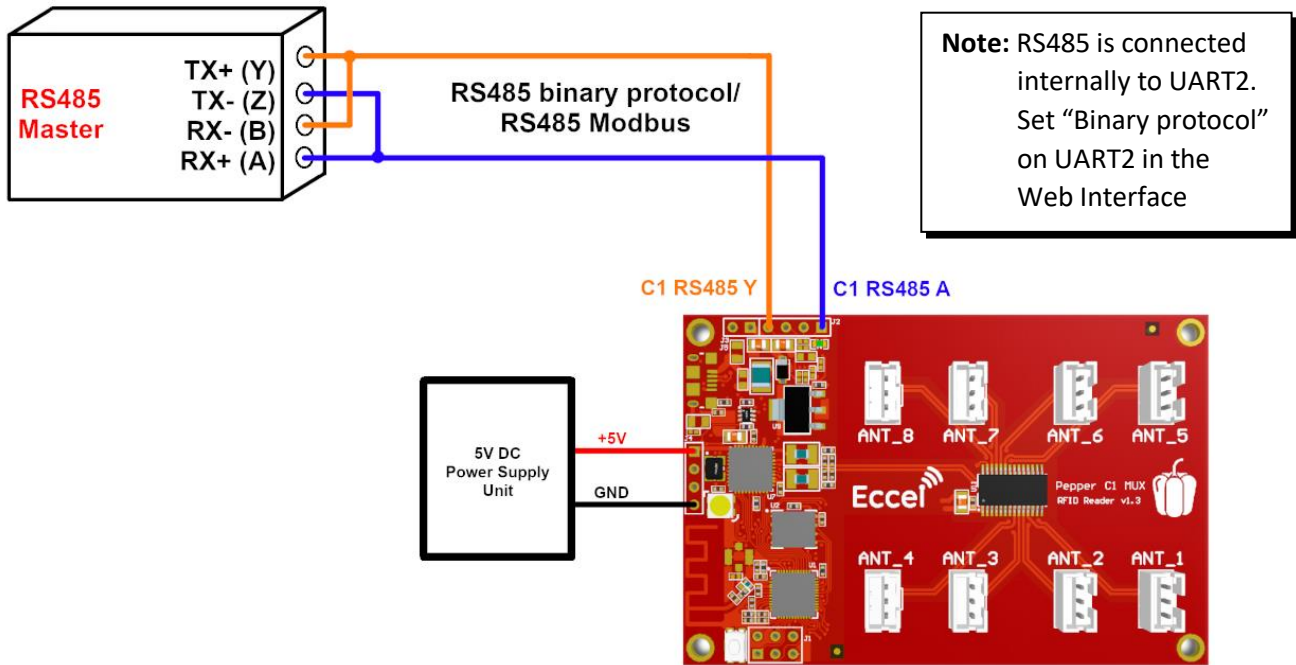 TX+ (Y)
TX- (Z)
RX- (B)
RX+ (A)
RS485
Master
RS485 binary protocol/
RS485 Modbus
Note: RS485 is connected
internally to UART2.
Set “Binary protocol”
on UART2 in the
Web Interface
C1 RS485 Y
C1 RS485 A
J2
5V DC
Power Supply
Unit
+5V
GND
ANT_8
ANT_7
ANT_6
ANT_5
Eccel
Pepper C1 MUX
RFID Reader v1.3
ANT_4
ANT_3
ANT_2
ANT_1
J1